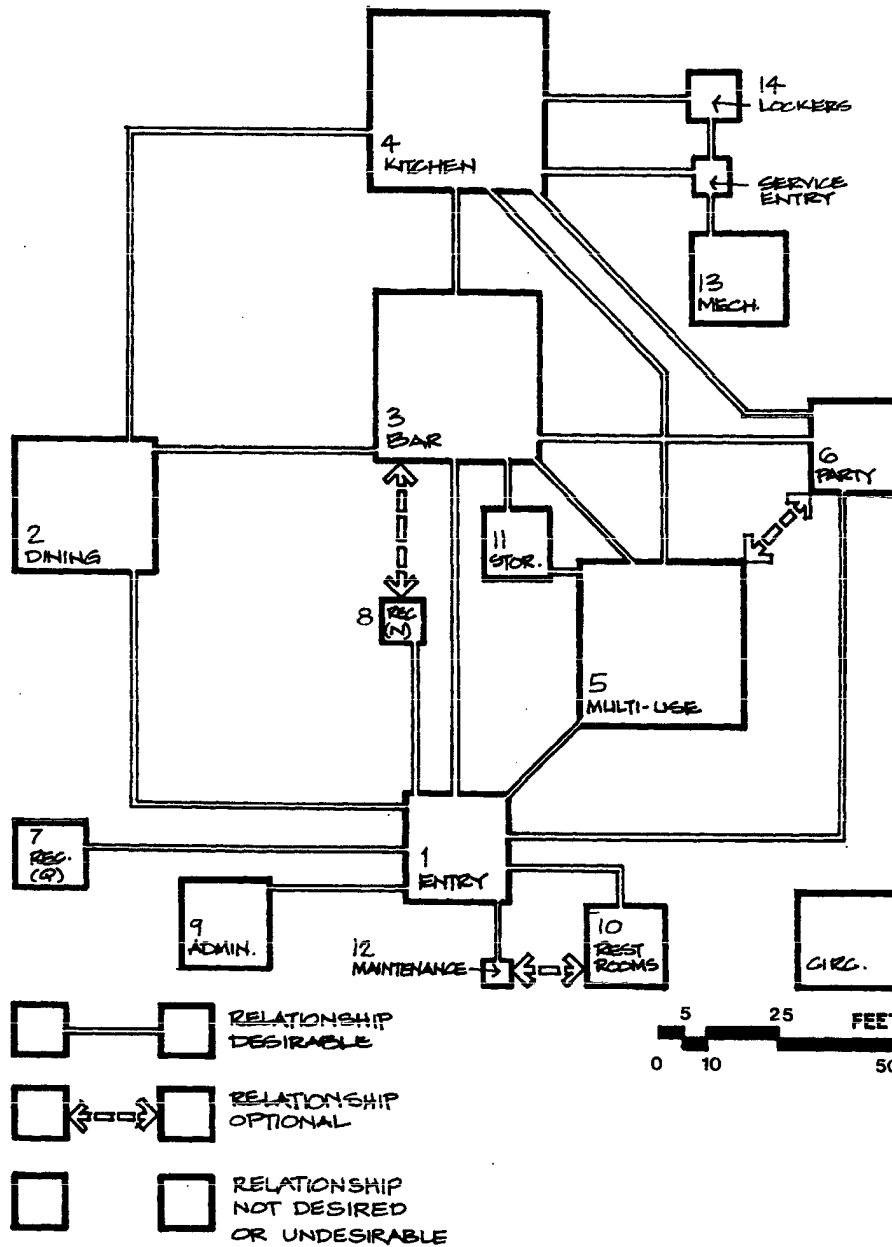 14
LOCKERS
4
KITCHEN
SERVICE
ENTRY
13
MECH.
3
BAR
6
PARTY
2
DINING
11
STOR.
8
REC
(N)
5
MULTI-USE
7
REC.
(Q)
1
ENTRY
9
ADMIN.
12
MAINTENANCE
10
REST
ROOMS
CIRC.
RELATIONSHIP
DESIRABLE
5 25 FEET
0 10 50
RELATIONSHIP
OPTIONAL
RELATIONSHIP
NOT DESIRED
OR UNDESIRABLE